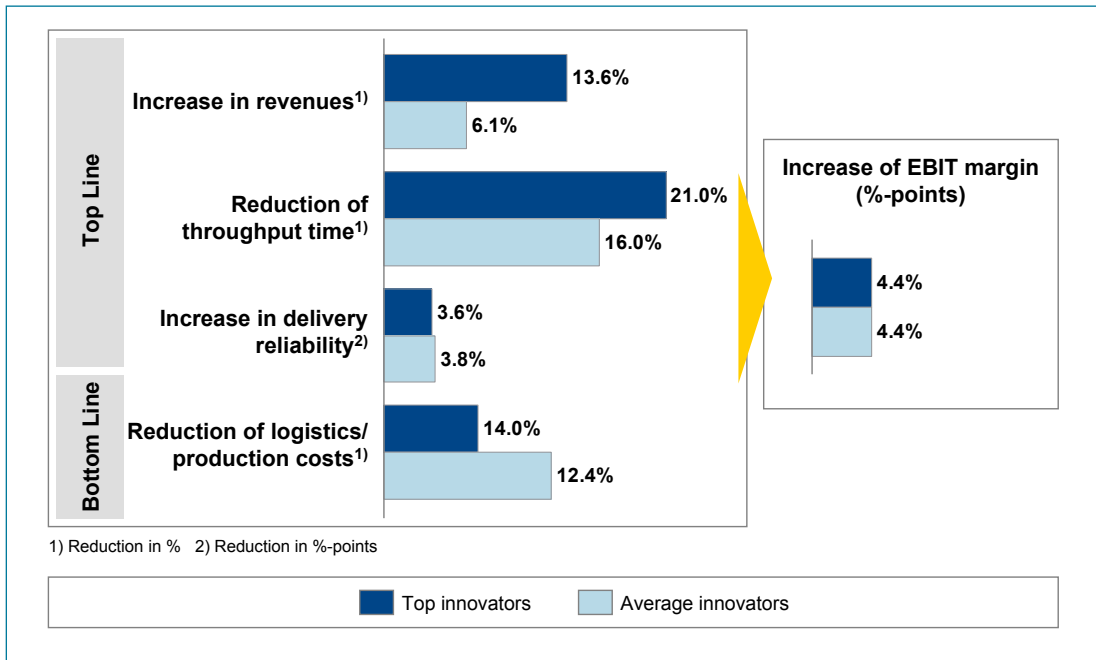 Top Line
Increase in revenues1)
13.6%
6.1%
Reduction of
throughput time1)
21.0%
16.0%
Increase in delivery
reliability2)
3.6%
3.8%
Bottom Line
Reduction of logistics/
production costs1)
14.0%
12.4%
Increase of EBIT margin
(%-points)
4.4%
4.4%
1) Reduction in % 2) Reduction in %-points
Top innovators Average innovators